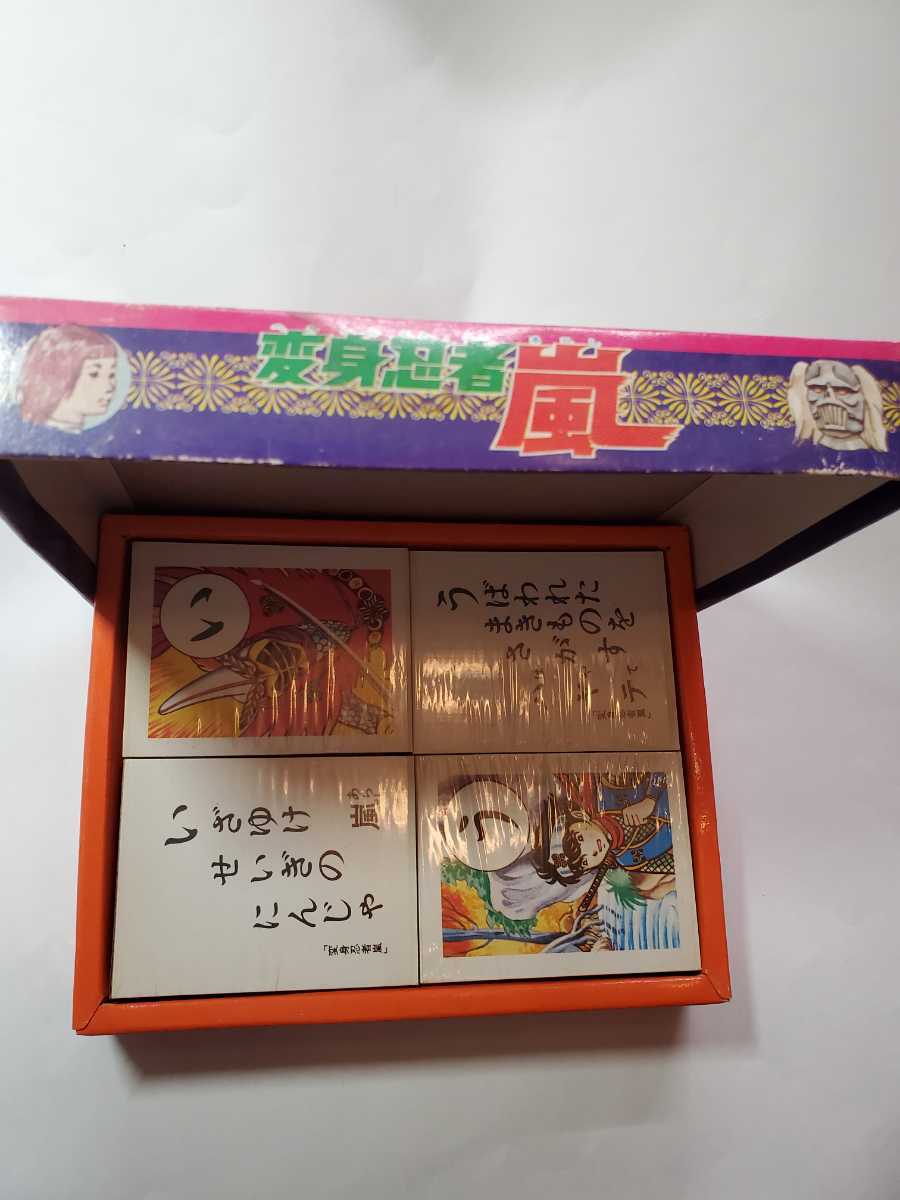 変身忍者嵐
い
うばわれた
まきものを
さがす
ハヤテ
「変身忍者嵐」
いざゆけ 嵐
せいぎの
にんじゃ
「変身忍者嵐」
う